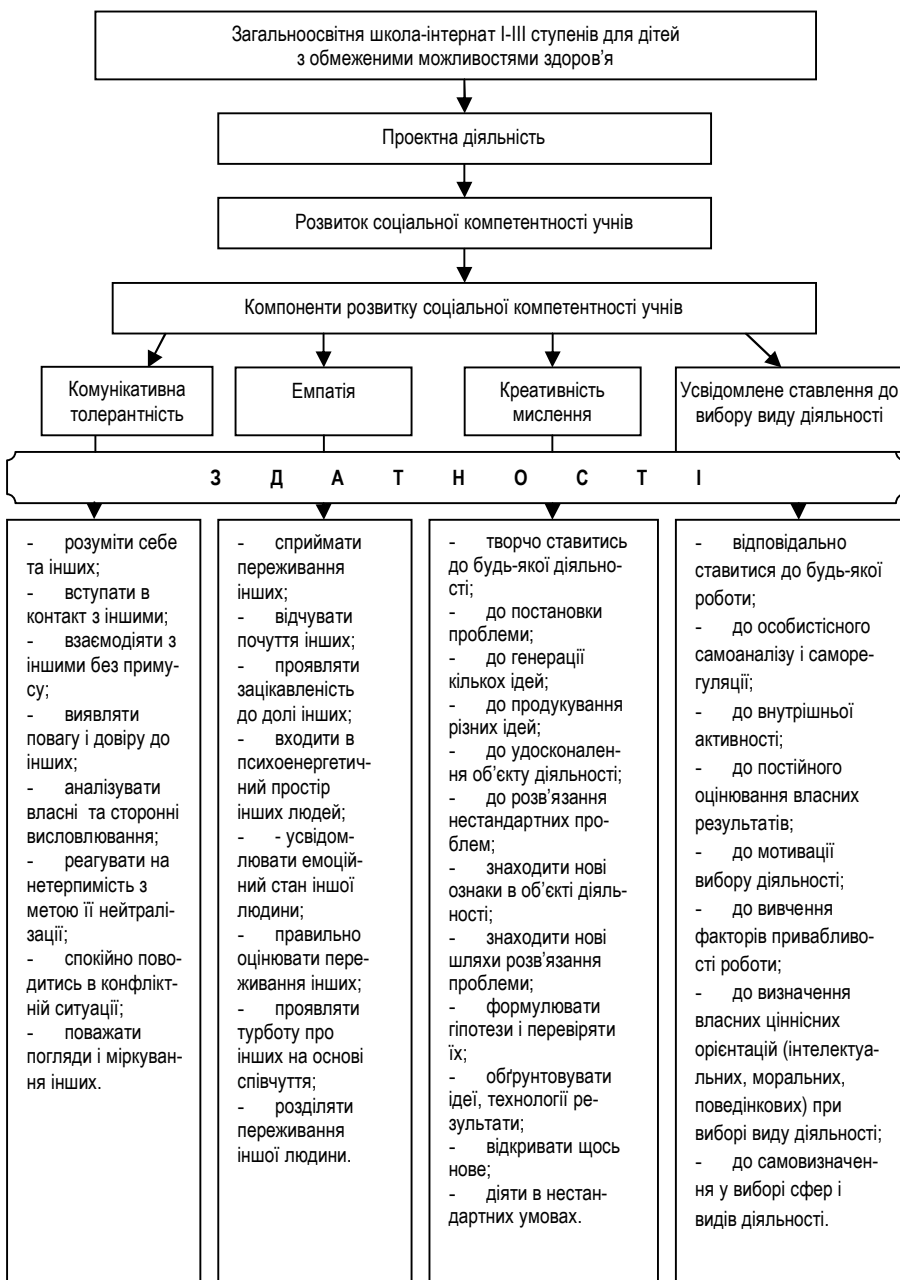 Загальноосвітня школа-інтернат І-ІІІ ступенів для дітей
з обмеженими можливостями здоров’я
Проектна діяльність
Розвиток соціальної компетентності учнів
Компоненти розвитку соціальної компетентності учнів
Комунікативна
толерантність
Емпатія
Креативність
мислення
Усвідомлене ставлення до
вибору виду діяльності
З Д А Т Н О С Т І
- розуміти себе
та інших;
- вступати в
контакт з іншими;
- взаємодіяти з
іншими без приму-
су;
- виявляти
повагу і довіру до
інших;
- аналізувати
власні та сторонні
висловлювання;
- реагувати на
нетерпимість з
метою її нейтралі-
зації;
- спокійно пово-
дитись в конфлікт-
ній ситуації;
- поважати
погляди і міркуван-
ня інших.
- сприймати
переживання
інших;
- відчувати
почуття інших;
- проявляти
зацікавленість
до долі інших;
- входити в
психоенергетич-
ний простір
інших людей;
- - усвідом-
лювати емоцій-
ний стан іншої
людини;
- правильно
оцінювати пере-
живання інших;
- проявляти
турботу про
інших на основі
співчуття;
- розділяти
переживання
іншої людини.
- творчо ставитись
до будь-якої діяльно-
сті;
- до постановки
проблеми;
- до генерації
кількох ідей;
- до продукування
різних ідей;
- до удосконален-
ня об’єкту діяльності;
- до розв’язання
нестандартних про-
блем;
- знаходити нові
ознаки в об’єкті діяль-
ності;
- знаходити нові
шляхи розв’язання
проблеми;
- формулювати
гіпотези і перевіряти
їх;
- обґрунтовувати
ідеї, технології ре-
зультати;
- відкривати щось
нове;
- діяти в нестан-
дартних умовах.
- відповідально
ставитися до будь-якої
роботи;
- до особистісного
самоаналізу і саморе-
гуляції;
- до внутрішньої
активності;
- до постійного
оцінювання власних
результатів;
- до мотивації
вибору діяльності;
- до вивчення
факторів привабливо-
сті роботи;
- до визначення
власних ціннісних
орієнтацій (інтелектуа-
льних, моральних,
поведінкових) при
виборі виду діяльності;
- до самовизначен-
ня у виборі сфер і
видів діяльності.